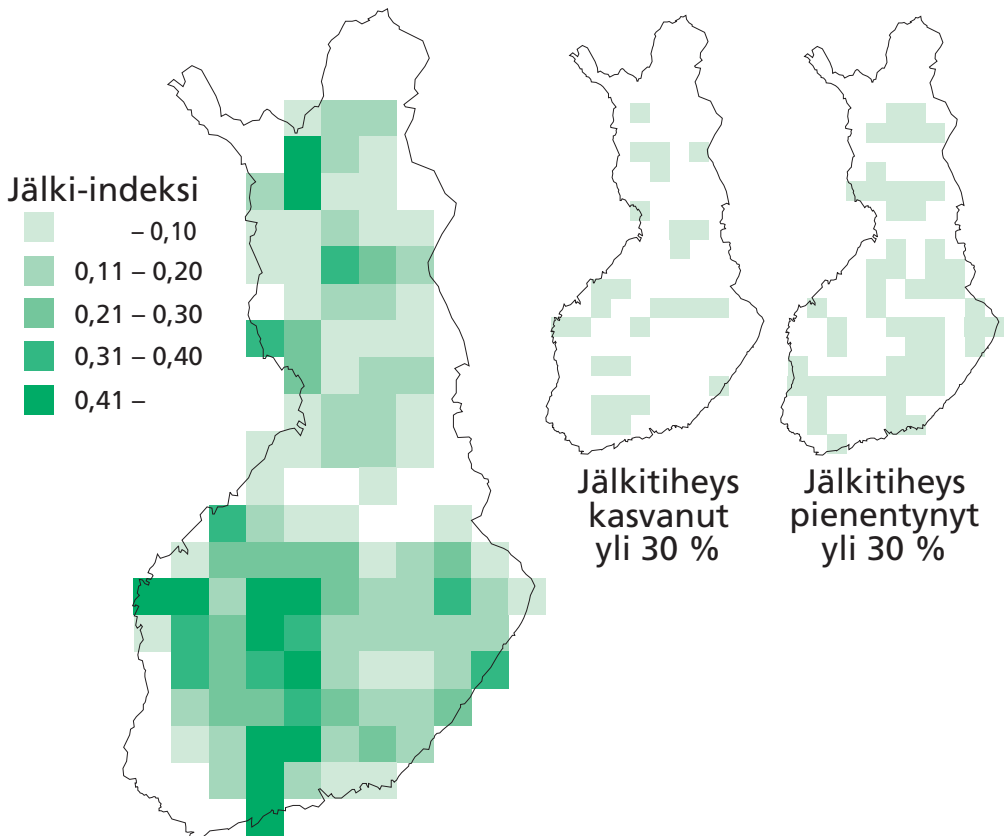 Jälki-indeksi
– 0,10
0,11 – 0,20
0,21 – 0,30
0,31 – 0,40
0,41 –
Jälkitiheys
kasvanut
yli 30 %
Jälkitiheys
pienentynyt
yli 30 %